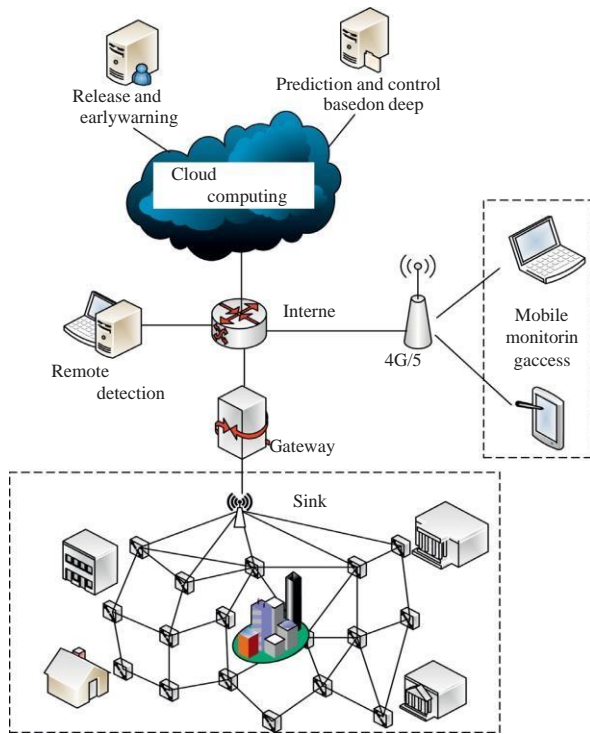 Release and
earlywarning
Prediction and control
basedon deep
Cloud
computing
Interne
4G/5
Mobile
monitorin
gaccess
Remote
detection
Gateway
Sink